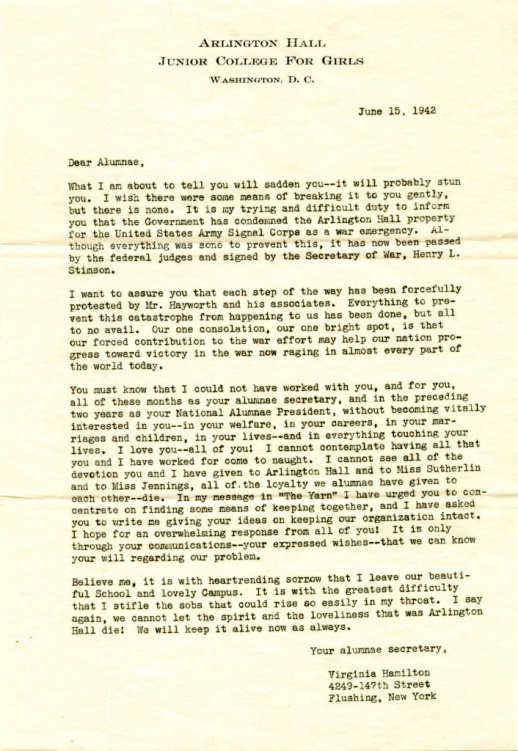 ARLINGTON HALL
JUNIOR COLLEGE FOR GIRLS
WASHINGTON, D. C.
June 15, 1942
Dear Alumnae,
What I am about to tell you will sadden you--it will probably stun
you. I wish there were some means of breaking it to you gently,
but there is none. It is my trying and difficult duty to inform
you that the Government has condemned the Arlington Hall property
for the United States Army Signal Corps as a war emergency. Al-
though everything was sone to prevent this, it has now been passed
by the federal judges and signed by the Secretary of War, Henry L.
Stimson.
I want to assure you that each step of the way has been forcefully
protested by Mr. Hayworth and his associates. Everything to pre-
vent this catastrophe from happening to us has been done, but all
to no avail. Our one consolation, our one bright spot, is that
our forced contribution to the war effort may help our nation pro-
gress toward victory in the war now raging in almost every part of
the world today.
You must know that I could not have worked with you, and for you,
all of these months as your alumnae secretary, and in the preceding
two years as your National Alumnae President, without becoming vitally
interested in you--in your welfare, in your careers, in your mar-
riages and children, in your lives--and in everything touching your
lives. I love you--all of you! I cannot contemplate having all that
you and I have worked for come to naught. I cannot see all of the
devotion you and I have given to Arlington Hall and to Miss Sutherlin
and to Miss Jennings, all of the loyalty we alumnae have given to
each other--die. In my message in "The Yarn" I have urged you to con-
centrate on finding some means of keeping together, and I have asked
you to write me giving your ideas on keeping our organization intact.
I hope for an overwhelming response from all of you! It is only
through your communications--your expressed wishes--that we can know
your will regarding our problem.
Believe me, it is with heartrending sorrow that I leave our beauti-
ful School and lovely Campus. It is with the greatest difficulty
that I stifle the sobs that could rise so easily in my throat. I say
again, we cannot let the spirit and the loveliness that was Arlington
Hall die! We will keep it alive now as always.
Your alumnae secretary,
Virginia Hamilton
4249-147th Street
Flushing, New York